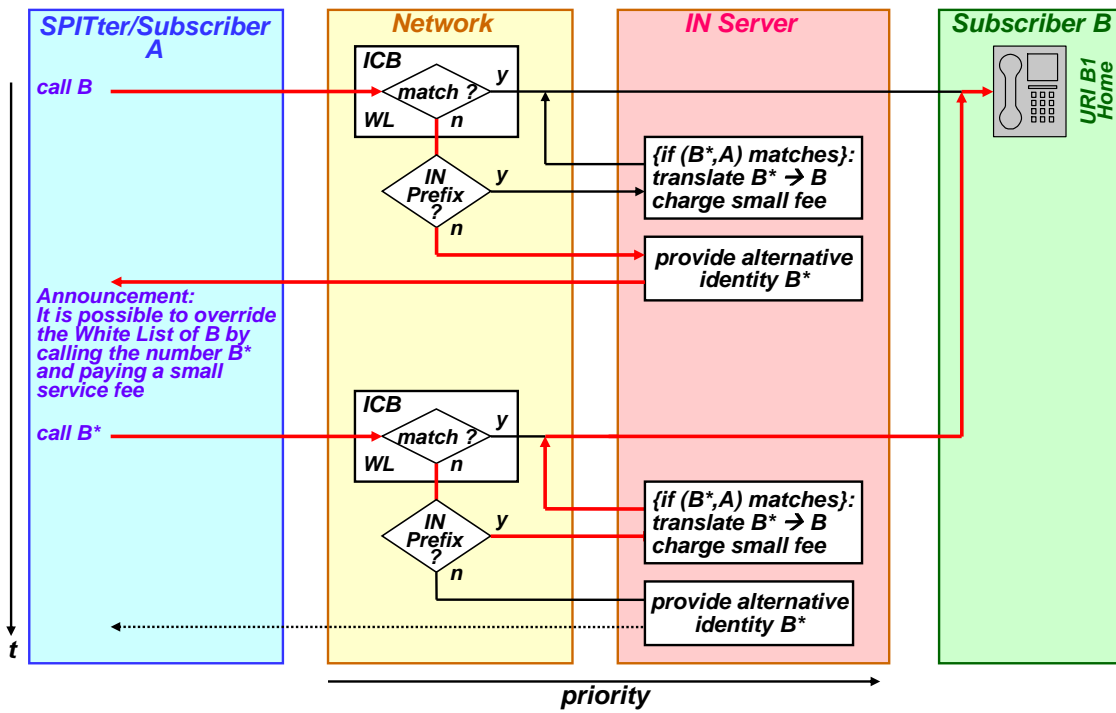 SPITter/Subscriber
A
Network
IN Server
Subscriber B
call B
ICB
match ?
y
WL
n
URI B1
Home
{if (B*,A) matches}:
translate B* → B
charge small fee
IN
Prefix
?
y
n
provide alternative
identity B*
Announcement:
It is possible to override
the White List of B by
calling the number B*
and paying a small
service fee
call B*
ICB
match ?
y
WL
n
{if (B*,A) matches}:
translate B* → B
charge small fee
IN
Prefix
?
y
n
provide alternative
identity B*
t
priority